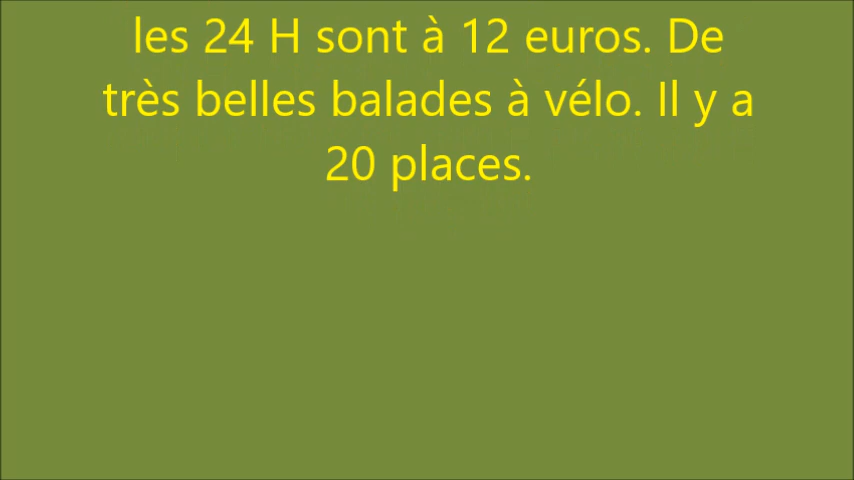 les 24 H sont à 12 euros. De
très belles balades à vélo. Il y a
20 places.